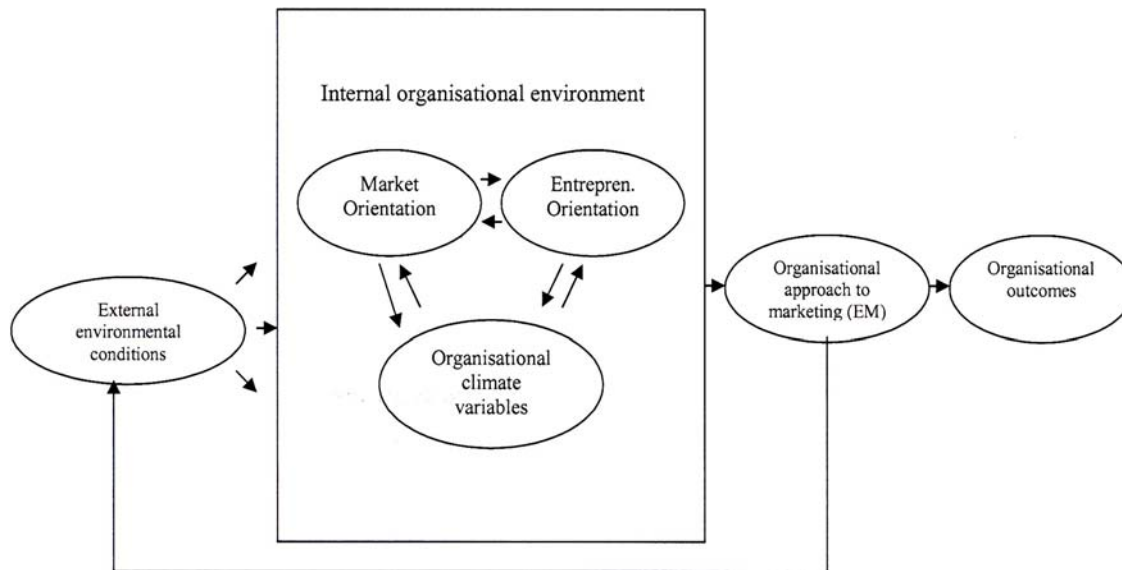 Internal organisational environment
Market
Orientation
Entrepren.
Orientation
External
environmental
conditions
Organisational
climate
variables
Organisational
approach to
marketing (EM)
Organisational
outcomes